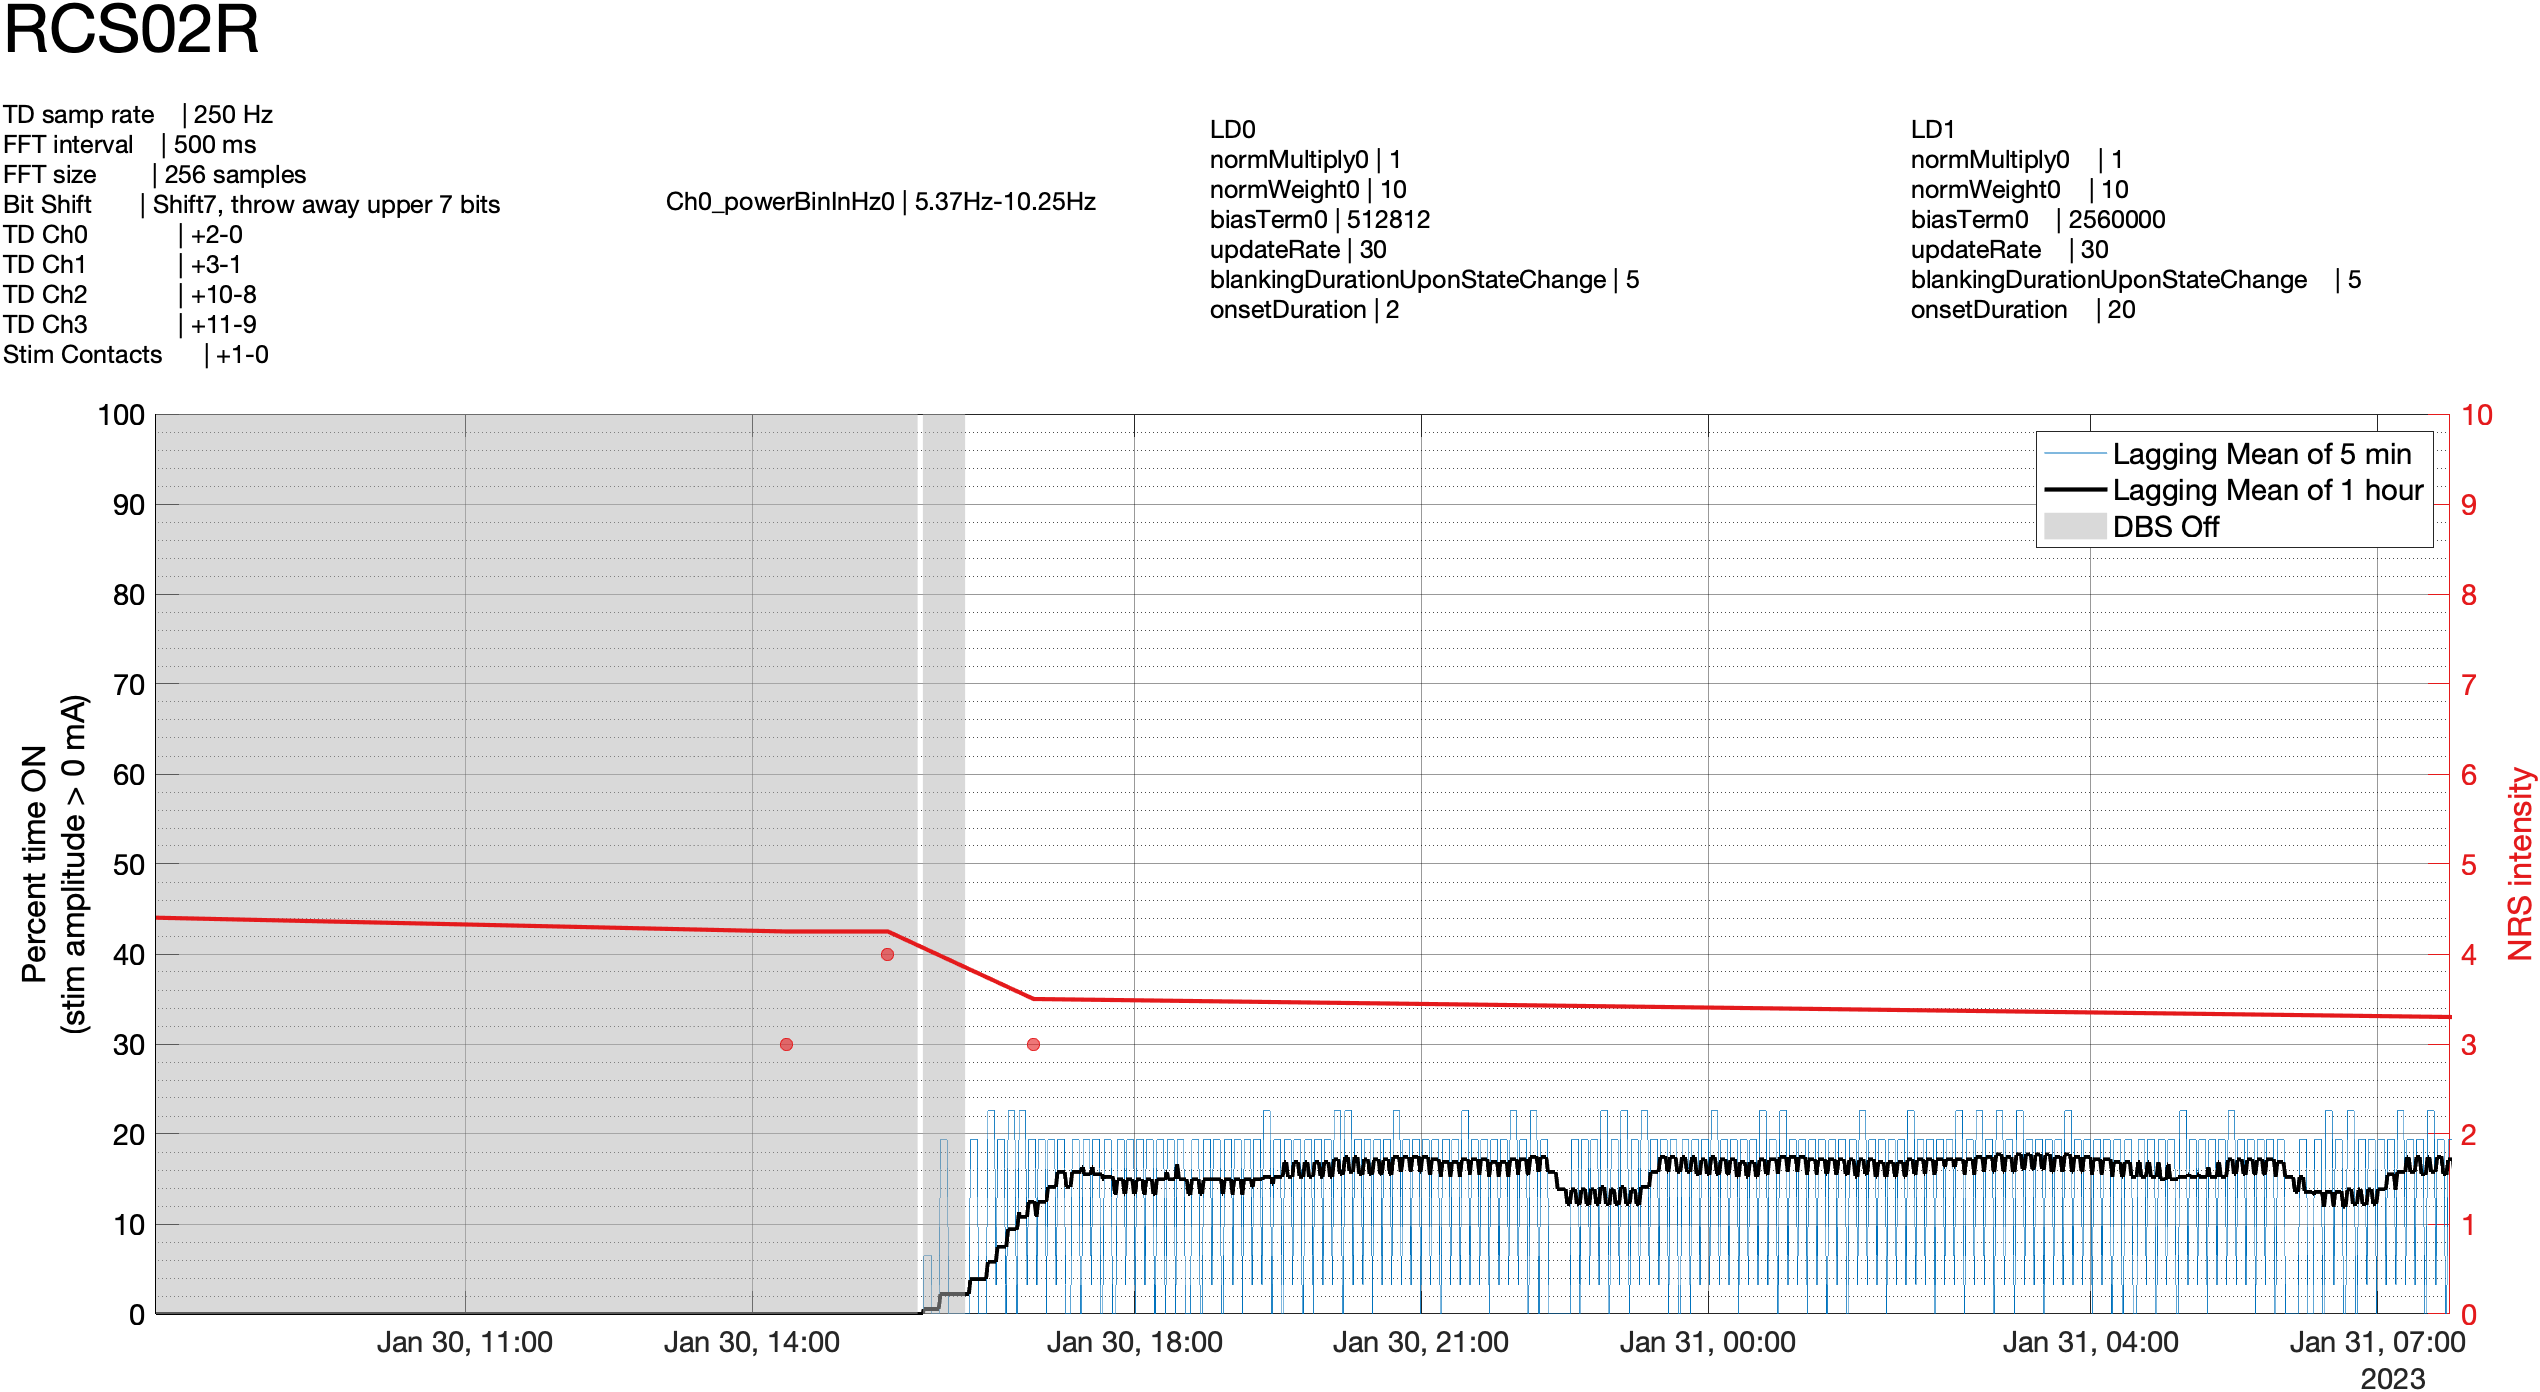 RCS02R
TD samp rate | 250 Hz
FFT interval | 500 ms
FFT size | 256 samples
Bit Shift | Shift7, throw away upper 7 bits
TD Ch0 | +2-0
TD Ch1 | +3-1
TD Ch2 | +10-8
TD Ch3 | +11-9
Stim Contacts | +1-0
Ch0_powerBinInHz0 | 5.37Hz-10.25Hz
LD0
normMultiply0 | 1
normWeight0 | 10
biasTerm0 | 512812
updateRate | 30
blankingDurationUponStateChange | 5
onsetDuration | 2
LD1
normMultiply0 | 1
normWeight0 | 10
biasTerm0 | 2560000
updateRate | 30
blankingDurationUponStateChange | 5
onsetDuration | 20
Percent time ON
(stim amplitude > 0 mA)
100
90
80
70
60
50
40
30
20
10
0
Lagging Mean of 5 min
Lagging Mean of 1 hour
DBS Off
10
9
8
7
6
5
4
3
2
1
0
NRS intensity
Jan 30, 11:00
Jan 30, 14:00
Jan 30, 18:00
Jan 30, 21:00
Jan 31, 00:00
Jan 31, 04:00
Jan 31, 07:00
2023